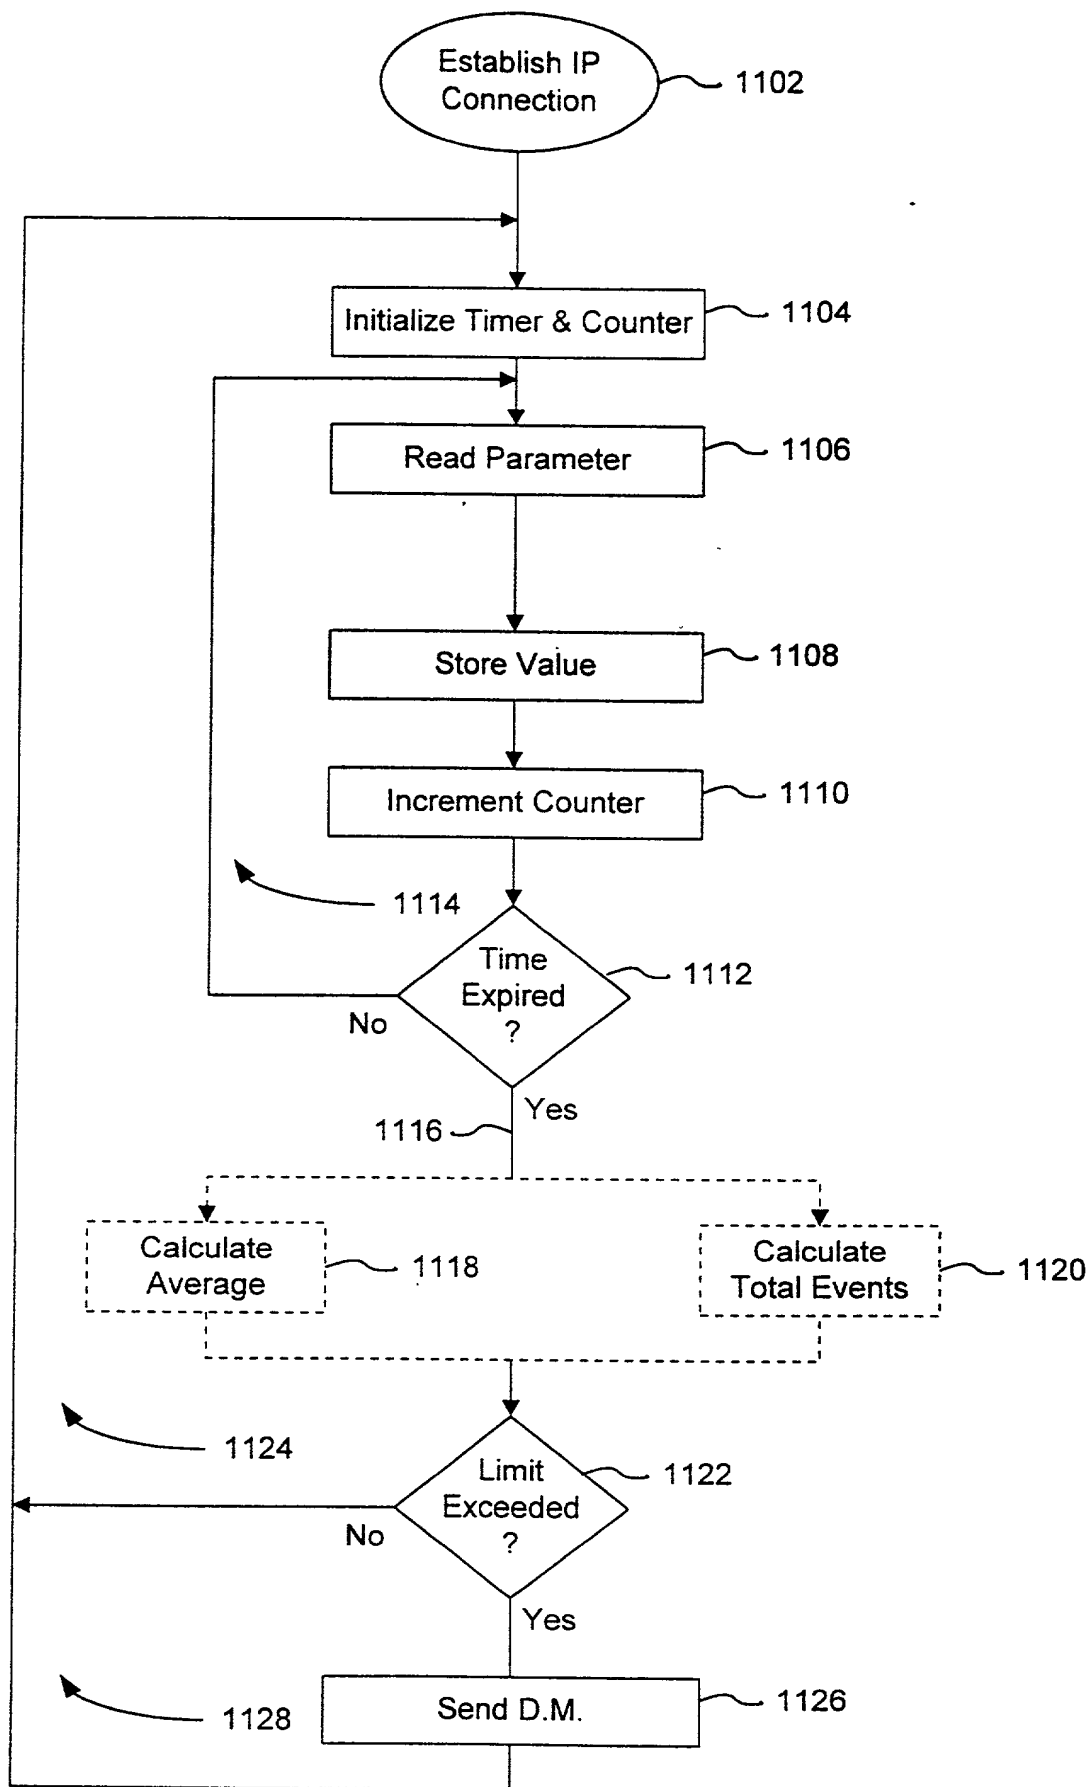 Establish IP
Connection
1102
Initialize Timer & Counter
1104
Read Parameter
1106
Store Value
1108
Increment Counter
1110
1114
Time
Expired
?
1112
No
Yes
1116
Calculate
Average
1118
Calculate
Total Events
1120
1124
Limit
Exceeded
?
1122
No
Yes
Send D.M.
1126
1128